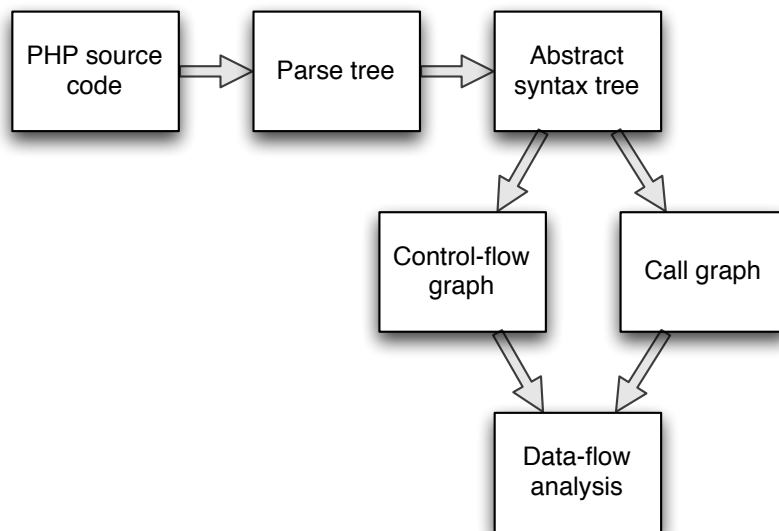 PHP source
code
Parse tree
Abstract
syntax tree
Control-flow
graph
Call graph
Data-flow
analysis